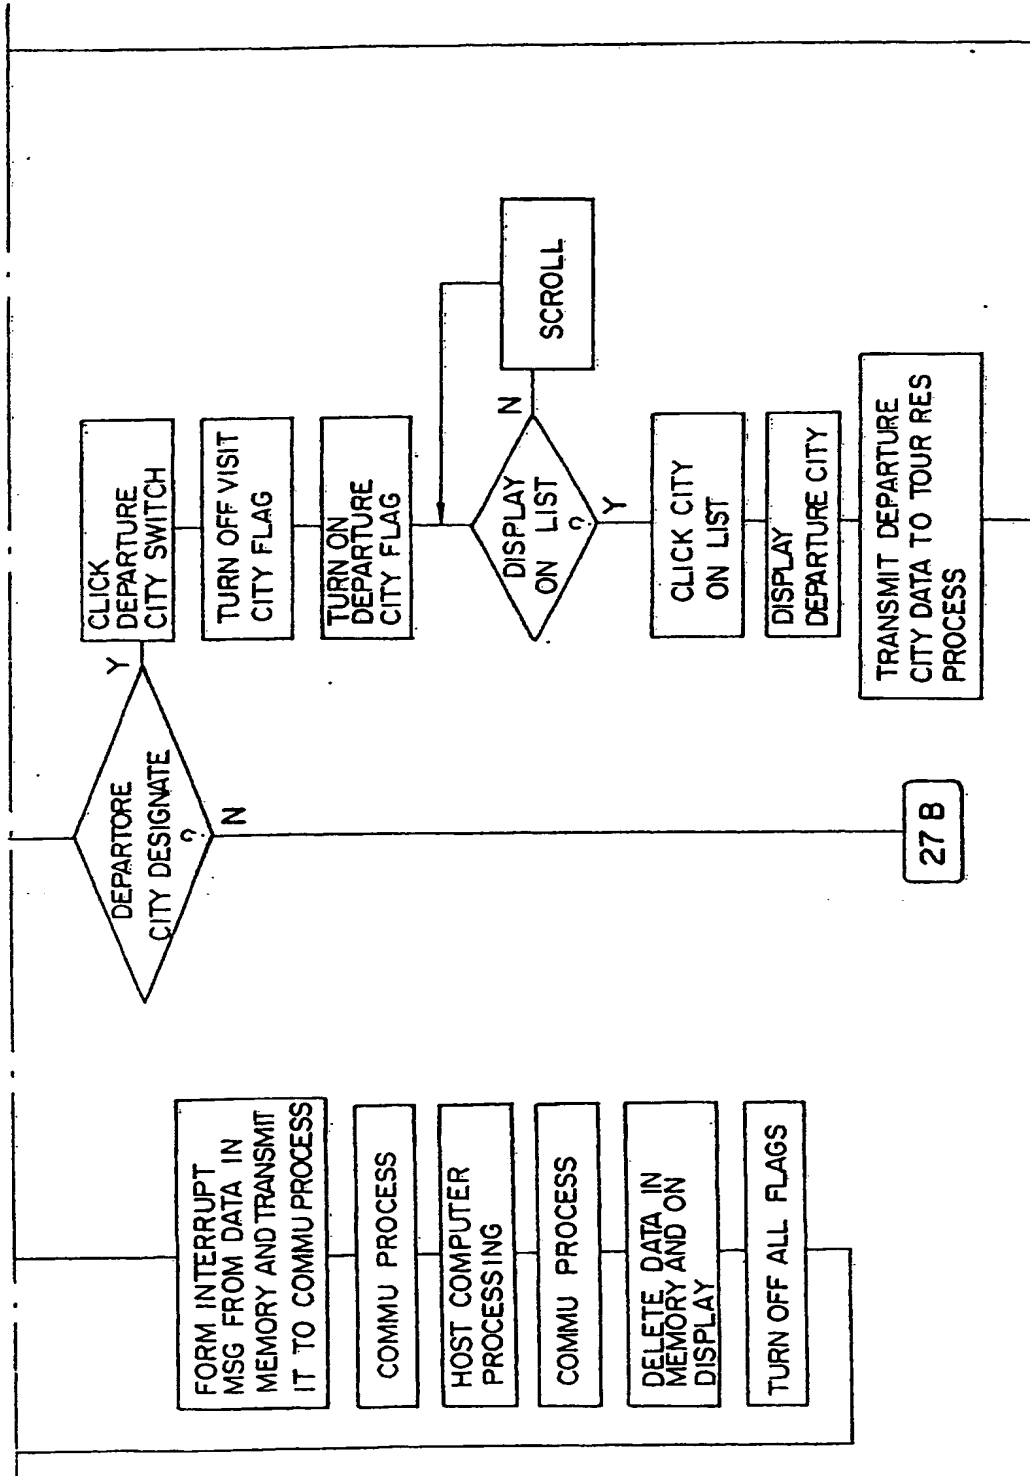 FORM INTERRUPT
MSG FROM DATA IN
MEMORY AND TRANSMIT
IT TO COMMU PROCESS
COMMU PROCESS
HOST COMPUTER
PROCESSING
COMMU PROCESS
DELETE DATA IN
MEMORY AND ON
DISPLAY
TURN OFF ALL FLAGS
DEPARTORE
CITY DESIGNATE
?
Y
N
27 B
CLICK
DEPARTURE
CITY SWITCH
TURN OFF VISIT
CITY FLAG
TURN ON
DEPARTURE
CITY FLAG
DISPLAY
ON LIST
?
N
Y
SCROLL
CLICK CITY
ON LIST
DISPLAY
DEPARTURE CITY
TRANSMIT DEPARTURE
CITY DATA TO TOUR RES
PROCESS